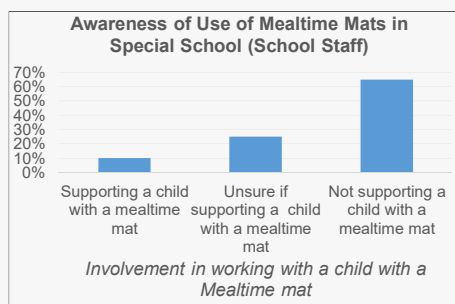 Awareness of Use of Mealtime Mats in
Special School (School Staff)
70%
60%
50%
40%
30%
20%
10%
0%
Supporting a child
with a mealtime
mat
Unsure if
supporting a  child
with a mealtime
mat
Not supporting a
child with a
mealtime mat
Involvement in working with a child with a
Mealtime mat